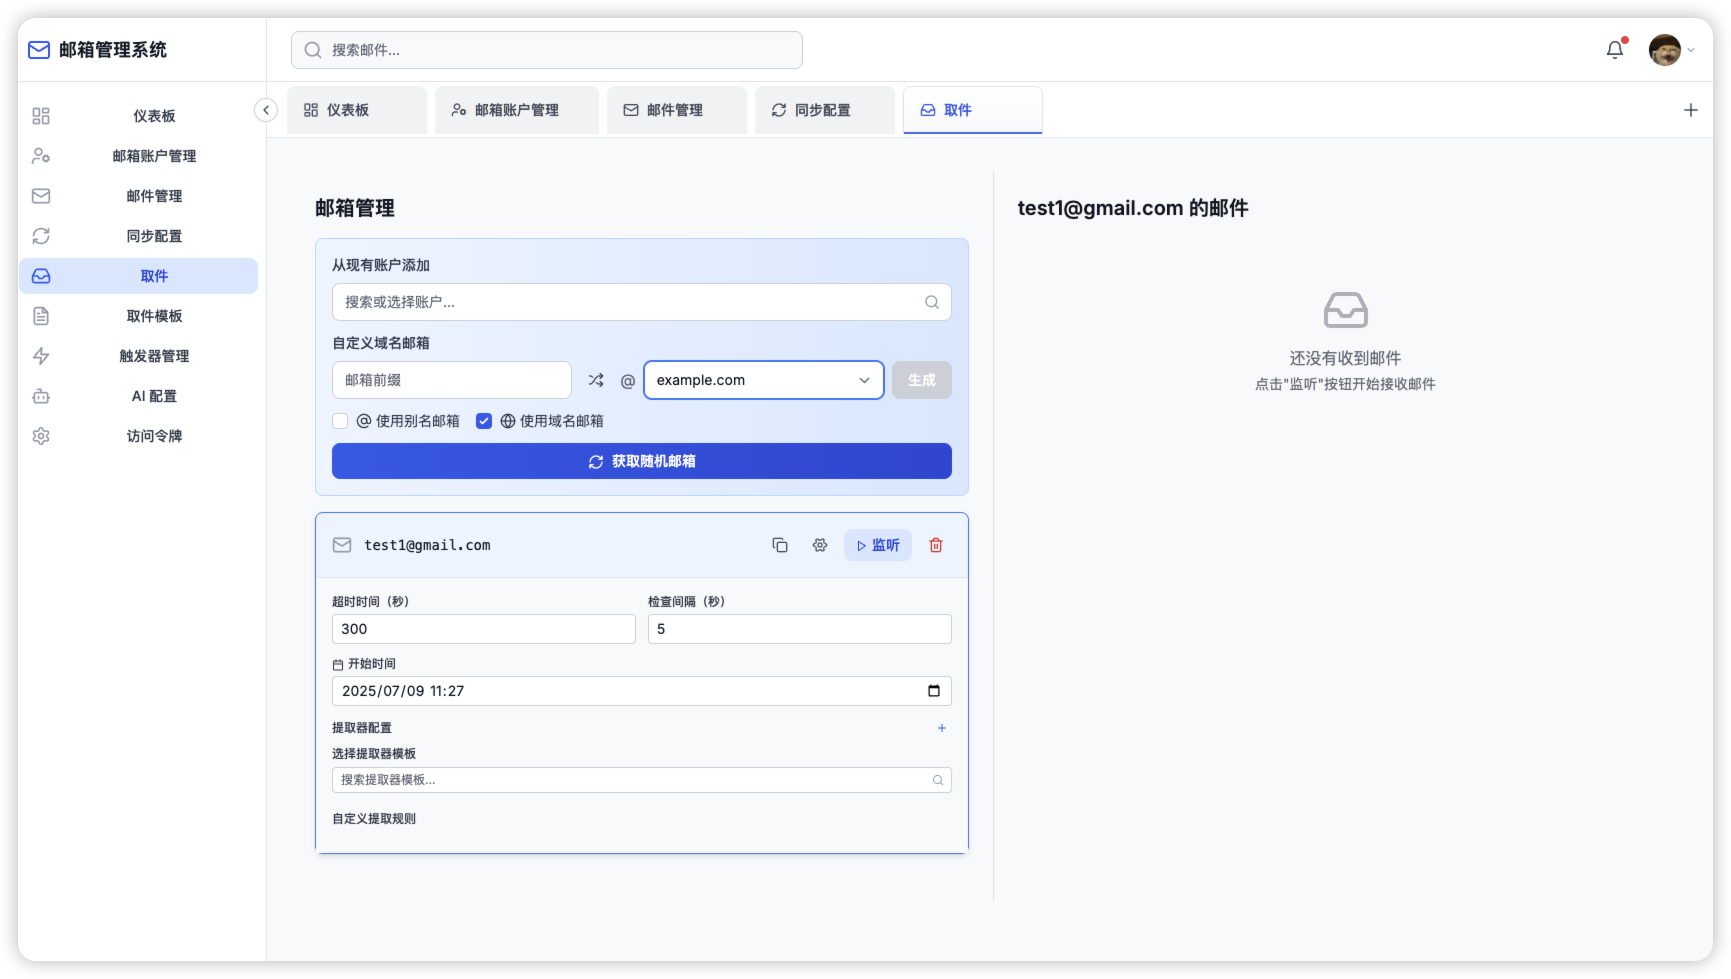 邮箱管理系统
搜索邮件...
仪表板
邮箱账户管理
邮件管理
同步配置
取件
取件模板
触发器管理
AI 配置
访问令牌
仪表板
邮箱账户管理
邮件管理
同步配置
取件
邮箱管理
从现有账户添加
搜索或选择账户...
自定义域名邮箱
邮箱前缀
@
example.com
生成
@ 使用别名邮箱
使用域名邮箱
获取随机邮箱
test1@gmail.com
监听
超时时间（秒）
检查间隔（秒）
300
5
开始时间
2025/07/09 11:27
提取器配置
选择提取器模板
搜索提取器模板...
自定义提取规则
test1@gmail.com 的邮件
还没有收到邮件
点击"监听"按钮开始接收邮件